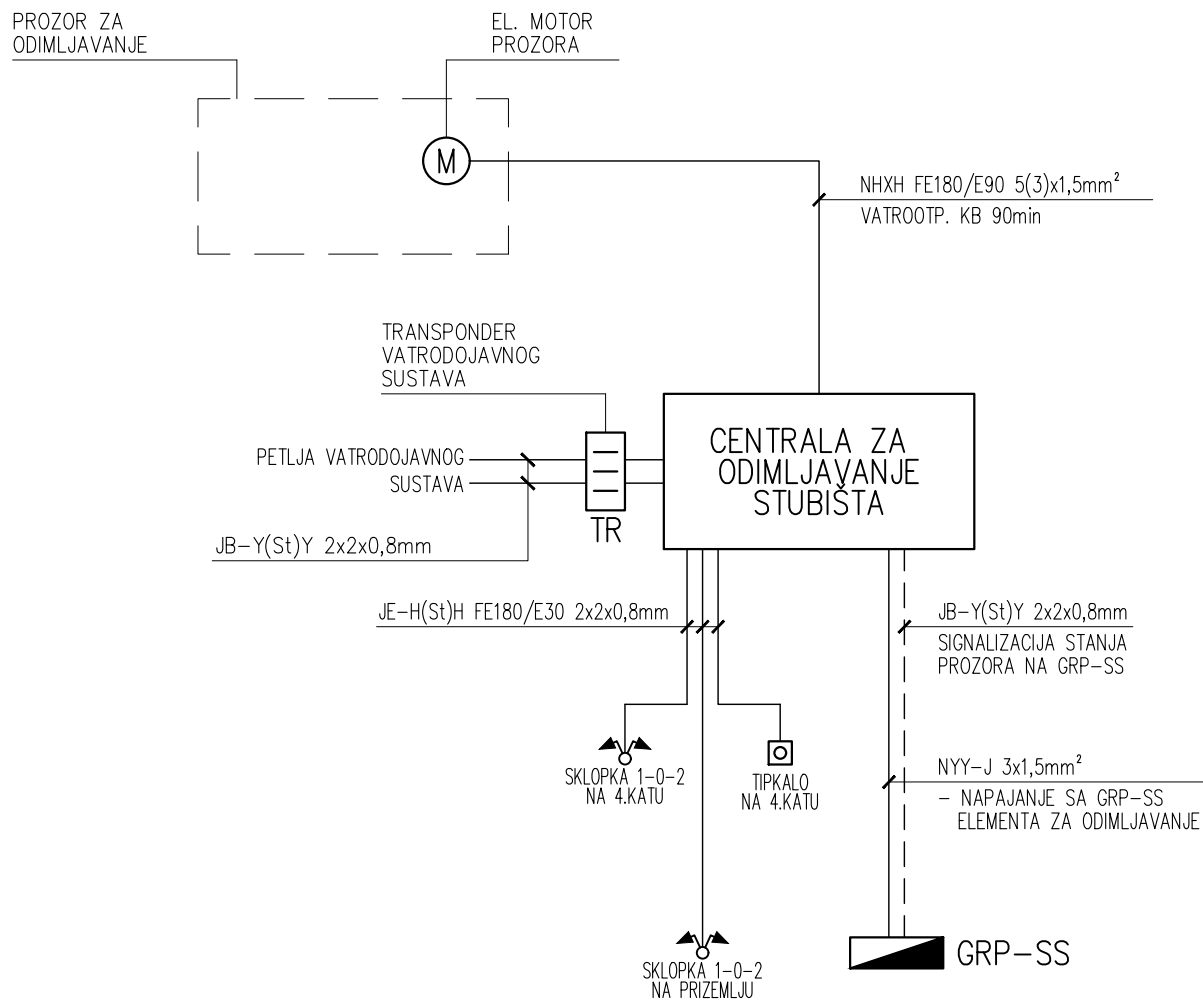 PROZOR ZA
ODIMLJAVANJE
EL. MOTOR
PROZORA
M
NHXH FE180/E90 5(3)x1,5mm²
VATROOTP. KB 90min
TRANSPONDER
VATRODOJAVNOG
SUSTAVA
CENTRALA ZA
ODIMLJAVANJE
STUBIŠTA
PETLJA VATRODOJAVNOG
SUSTAVA
TR
JB-Y(St)Y 2x2x0,8mm
JE-H(St)H FE180/E30 2x2x0,8mm
JB-Y(St)Y 2x2x0,8mm
SIGNALIZACIJA STANJA
PROZORA NA GRP-SS
SKLOPKA 1-0-2
NA 4.KATU
TIPKALO
NA 4.KATU
NYY-J 3x1,5mm²
- NAPAJANJE SA GRP-SS
ELEMENTA ZA ODIMLJAVANJE
GRP-SS
SKLOPKA 1-0-2
NA PRIZEMLJU